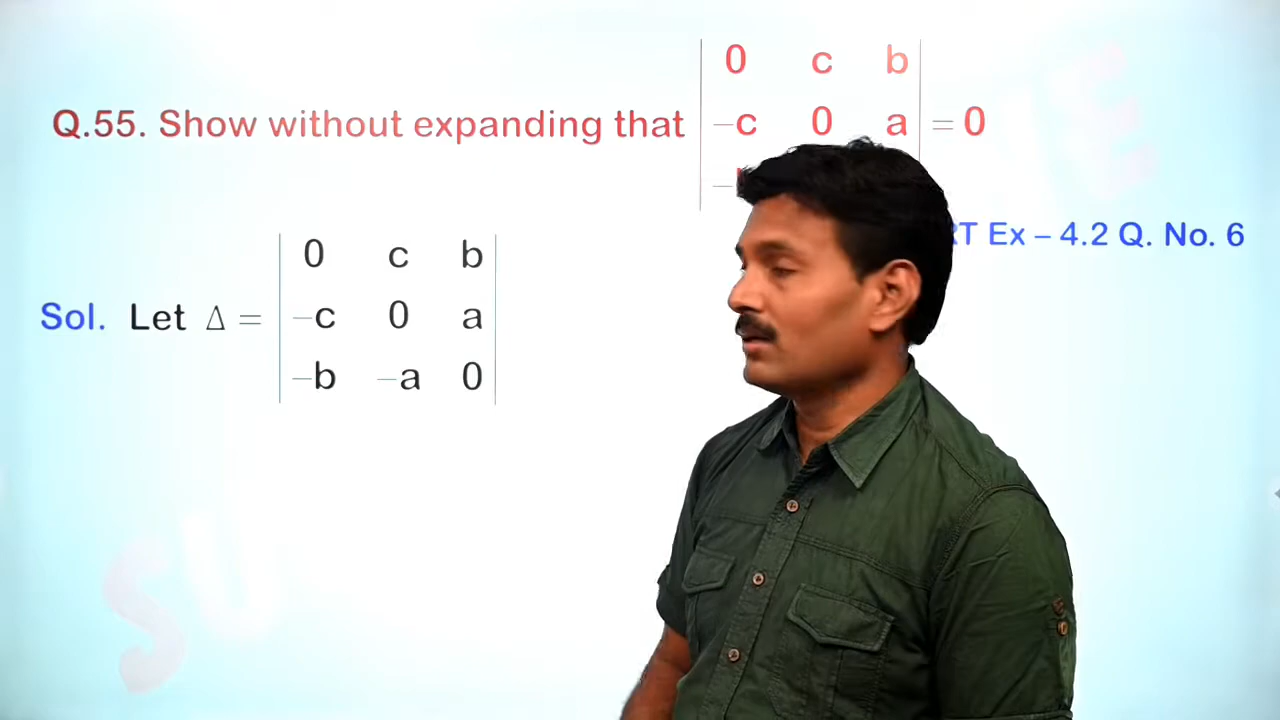 0 c b
Q.55. Show without expanding that −c 0 a = 0
−
Ex – 4.2 Q. No. 6
0 c b
Sol. Let Δ = −c 0 a
−b −a 0